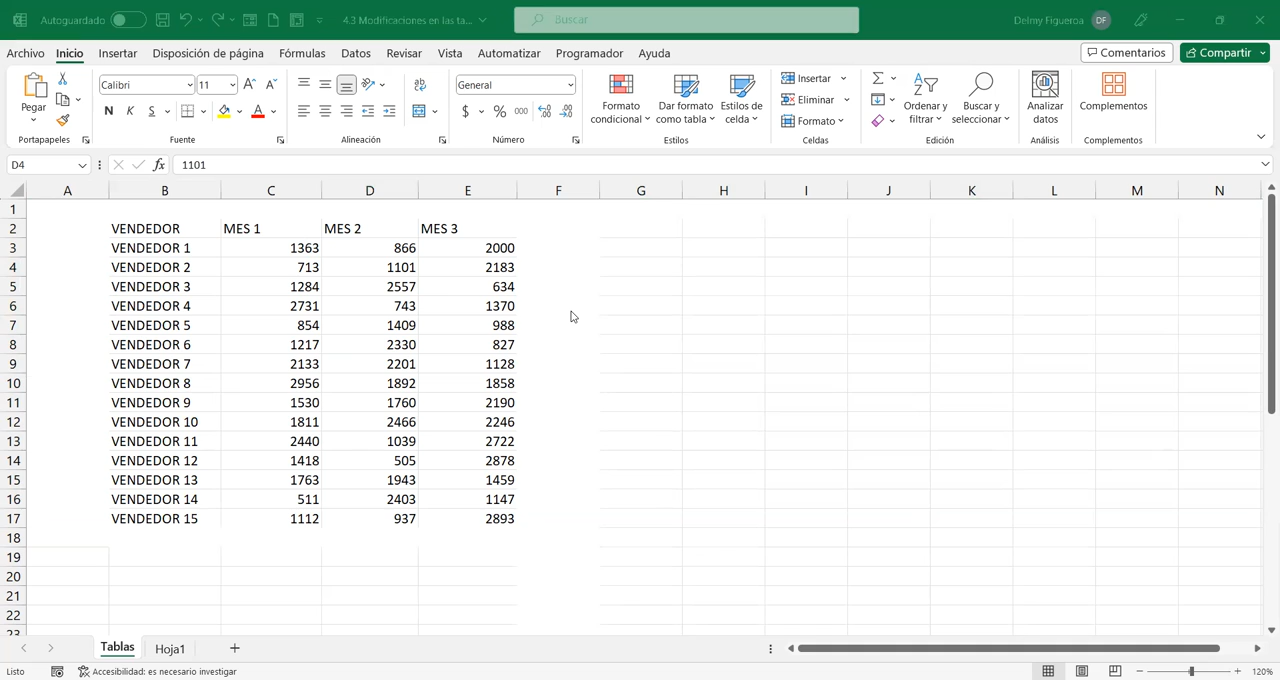 Autoguardado 4.3 Modificaciones en las ta... Buscar Delmy Figueroa DF
Archivo Inicio Insertar Disposición de página Fórmulas Datos Revisar Vista Automatizar Programador Ayuda Comentarios Compartir
Pegar Calibri 11 General Formato condicional Dar formato como tabla Estilos de celda Insertar Eliminar Formato Ordenar y filtrar Buscar y seleccionar Analizar datos Complementos
N K S $ % 000
Portapapeles Fuente Alineación Número Estilos Celdas Edición Análisis Complementos
D4 fx 1101
A B C D E F G H I J K L M N
1
2 VENDEDOR MES 1 MES 2 MES 3
3 VENDEDOR 1 1363 866 2000
4 VENDEDOR 2 713 1101 2183
5 VENDEDOR 3 1284 2557 634
6 VENDEDOR 4 2731 743 1370
7 VENDEDOR 5 854 1409 988
8 VENDEDOR 6 1217 2330 827
9 VENDEDOR 7 2133 2201 1128
10 VENDEDOR 8 2956 1892 1858
11 VENDEDOR 9 1530 1760 2190
12 VENDEDOR 10 1811 2466 2246
13 VENDEDOR 11 2440 1039 2722
14 VENDEDOR 12 1418 505 2878
15 VENDEDOR 13 1763 1943 1459
16 VENDEDOR 14 511 2403 1147
17 VENDEDOR 15 1112 937 2893
18
19
20
21
22
23
Tablas Hoja1
Listo Accesibilidad: es necesario investigar 120%